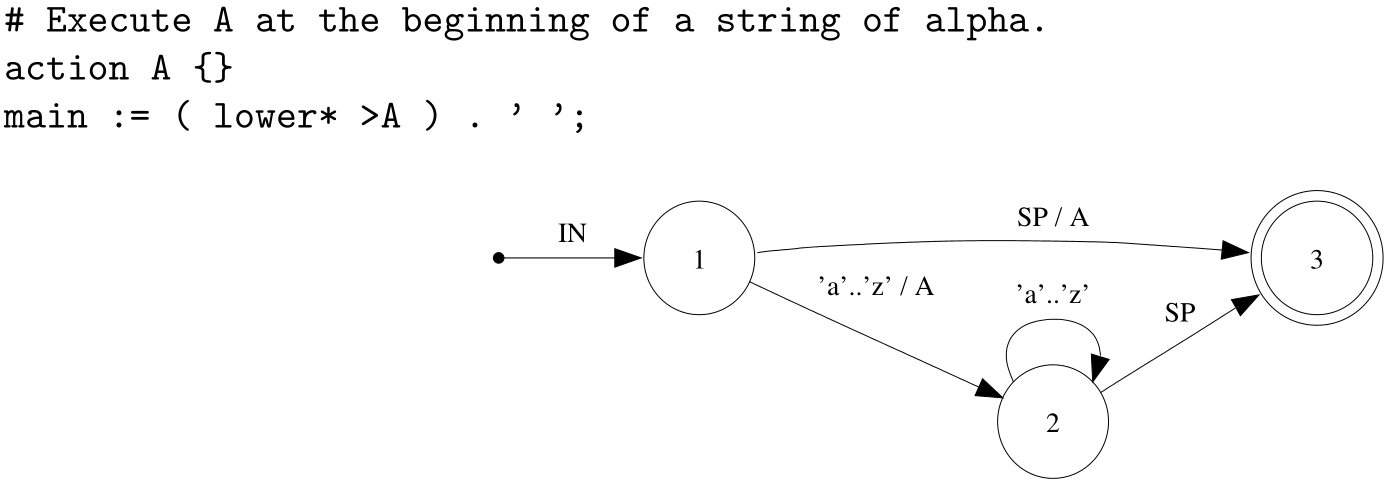 # Execute A at the beginning of a string of alpha.
action A {}
main := ( lower* >A ) . ’ ’;
IN
1
SP / A
3
’a’..’z’ / A
’a’..’z’
SP
2